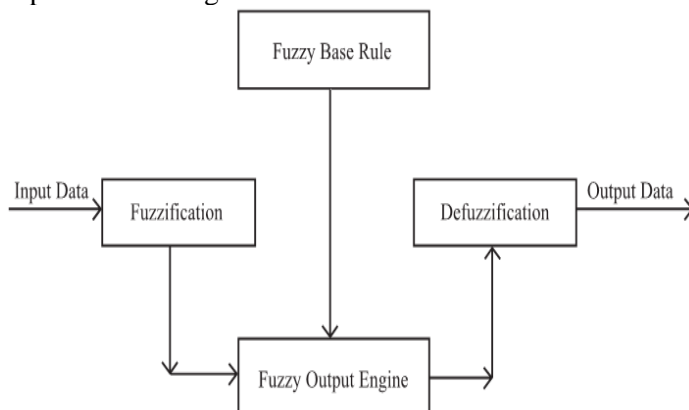 Fuzzy Base Rule
Input Data
Fuzzification
Defuzzification
Output Data
Fuzzy Output Engine